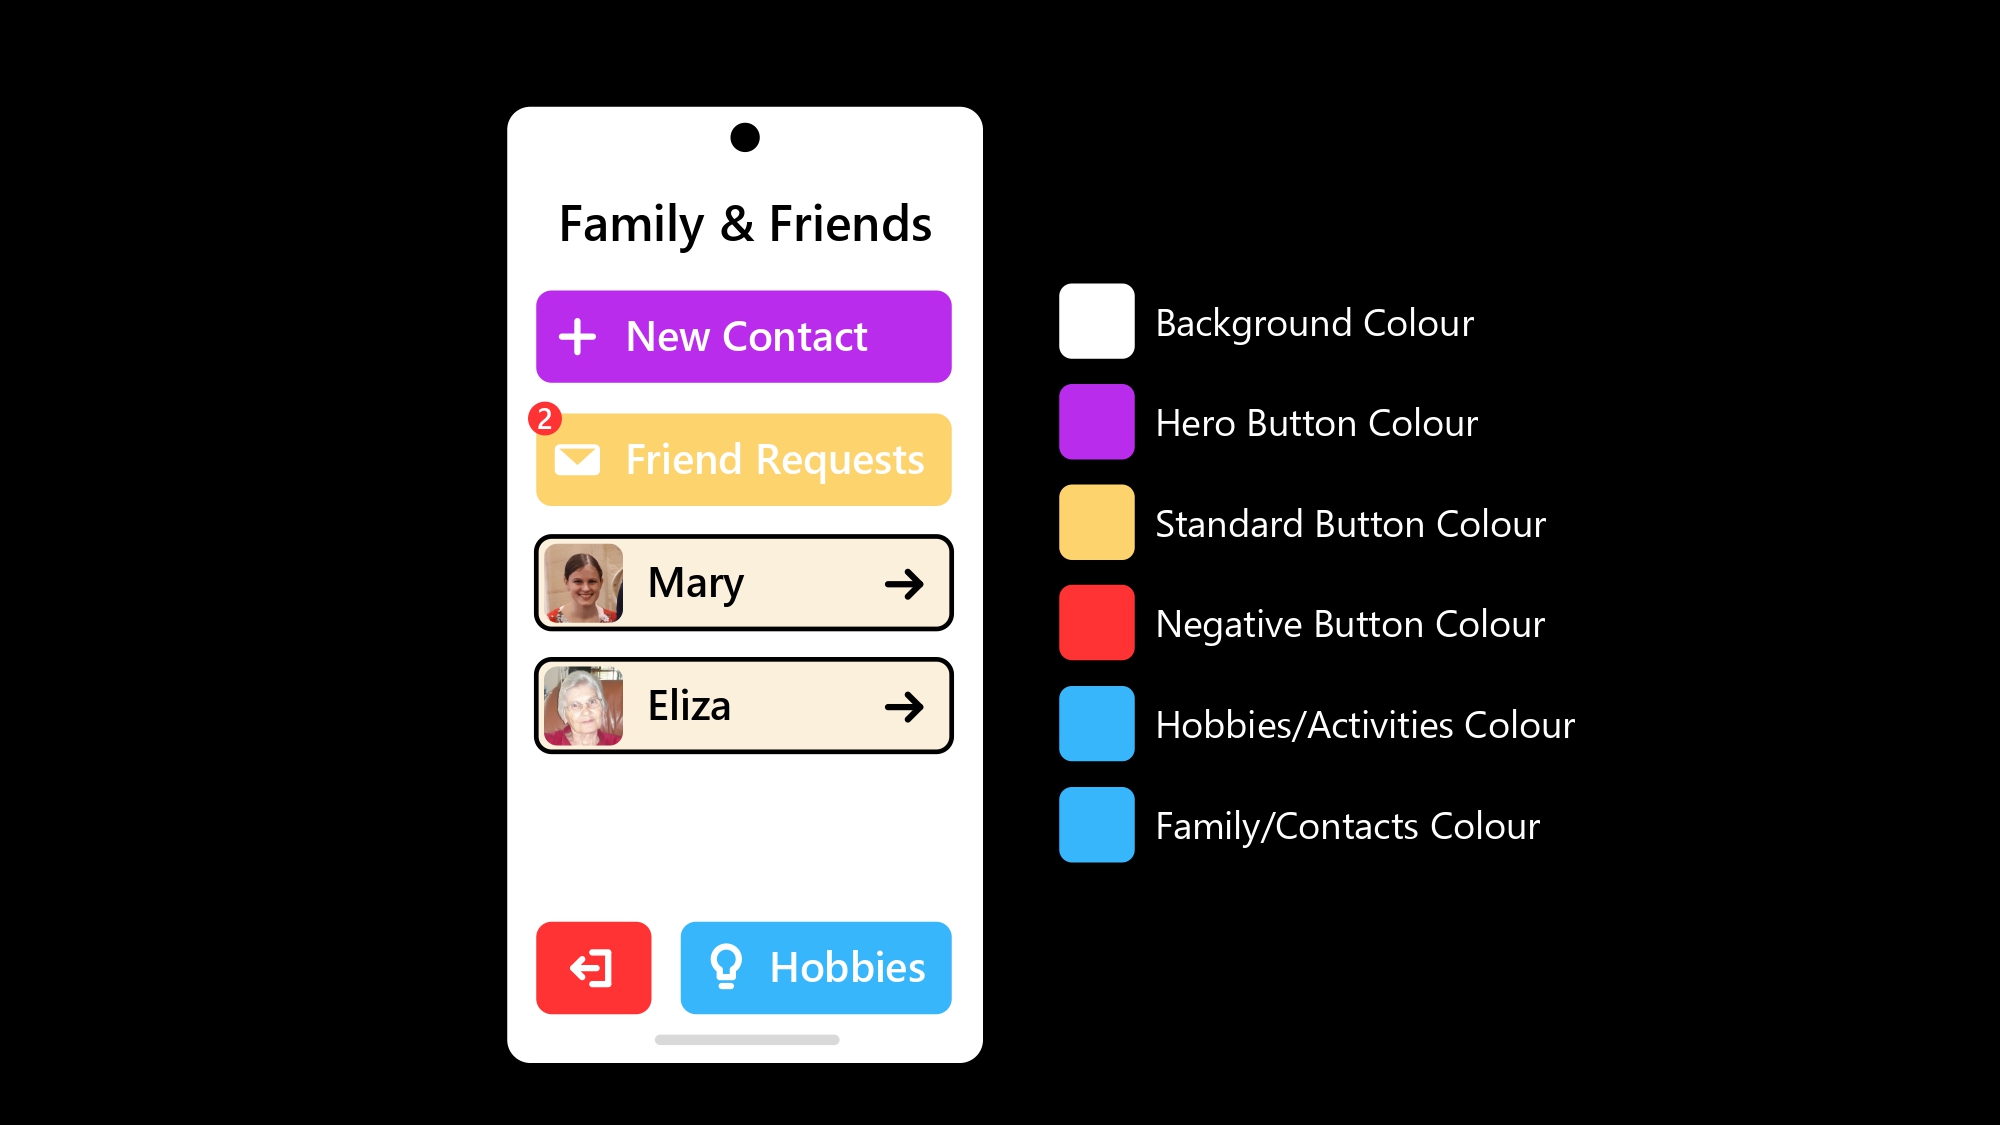 Family & Friends
New Contact
2
Friend Requests
Mary
Eliza
Hobbies
Background Colour
Hero Button Colour
Standard Button Colour
Negative Button Colour
Hobbies/Activities Colour
Family/Contacts Colour